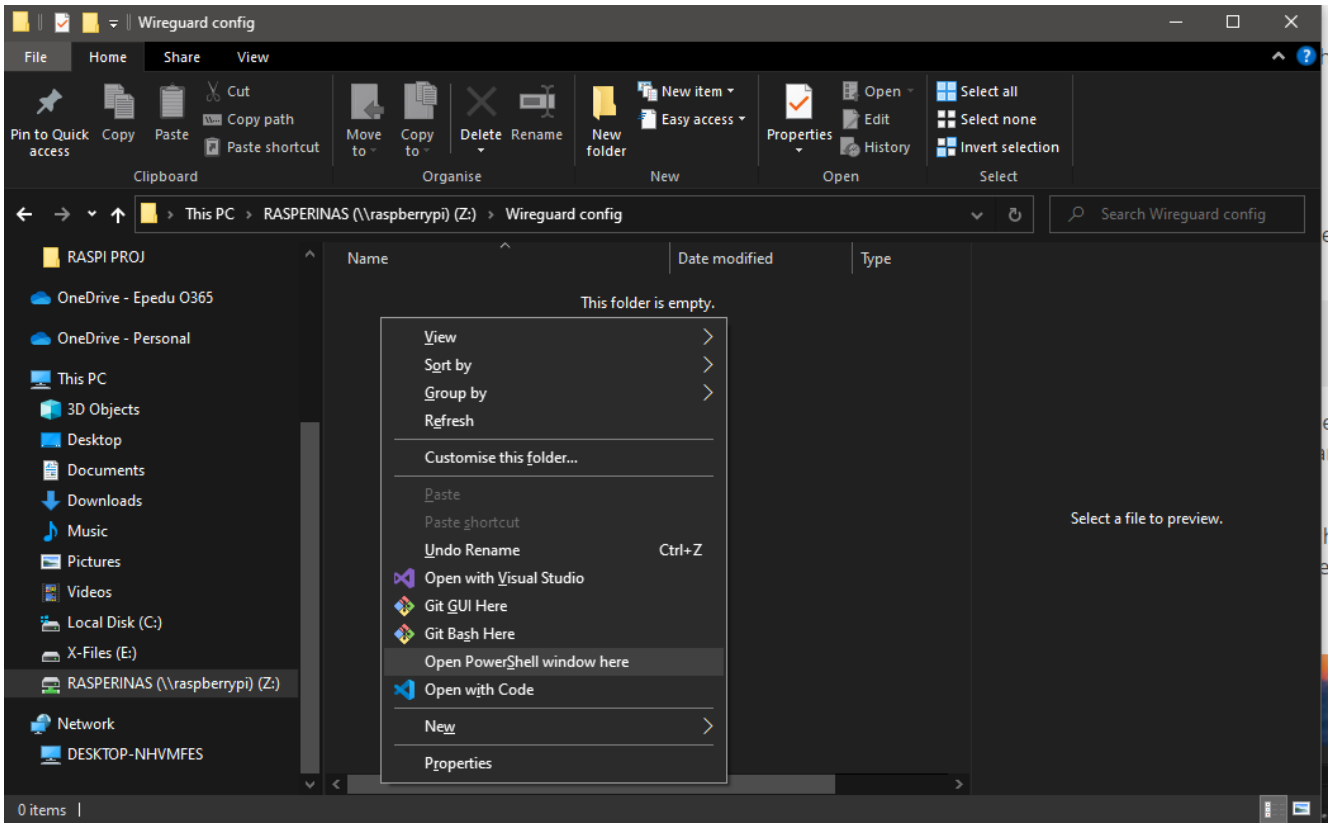 Wireguard config
File Home Share View
Pin to Quick access
Copy
Paste
Cut
Copy path
Paste shortcut
Clipboard
Move to
Copy to
Delete
Rename
Organise
New folder
New item
Easy access
New
Properties
Open
Edit
History
Open
Select all
Select none
Invert selection
Select
This PC > RASPERINAS (\\raspberrypi) (Z:) > Wireguard config
Search Wireguard config
RASPI PROJ
OneDrive - Epedu O365
OneDrive - Personal
This PC
3D Objects
Desktop
Documents
Downloads
Music
Pictures
Videos
Local Disk (C:)
X-Files (E:)
RASPERINAS (\\raspberrypi) (Z:)
Network
DESKTOP-NHVMFES
Name Date modified Type
This folder is empty.
View
Sort by
Group by
Refresh
Customise this folder...
Paste
Paste shortcut
Undo Rename Ctrl+Z
Open with Visual Studio
Git GUI Here
Git Bash Here
Open PowerShell window here
Open with Code
New
Properties
Select a file to preview.
0 items